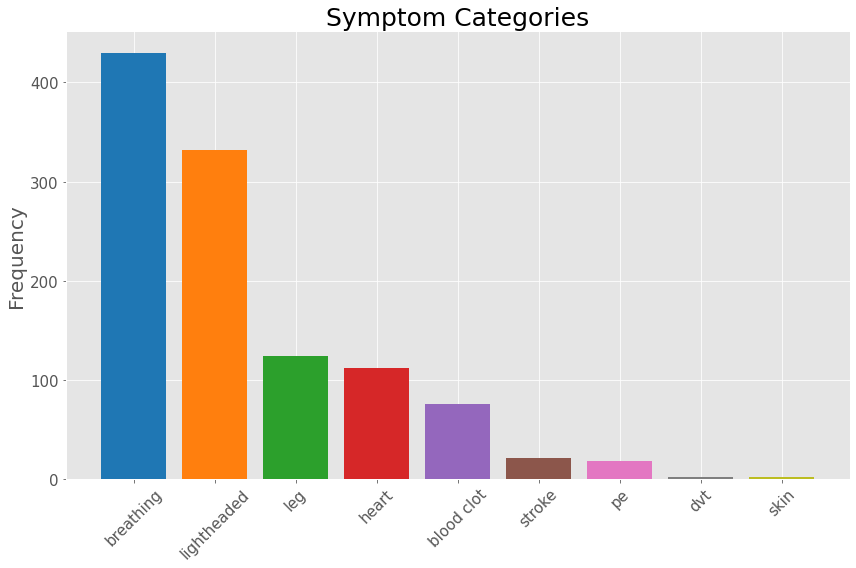 Symptom Categories
Frequency
400
300
200
100
0
breathing
lightheaded
leg
heart
blood clot
stroke
pe
dvt
skin